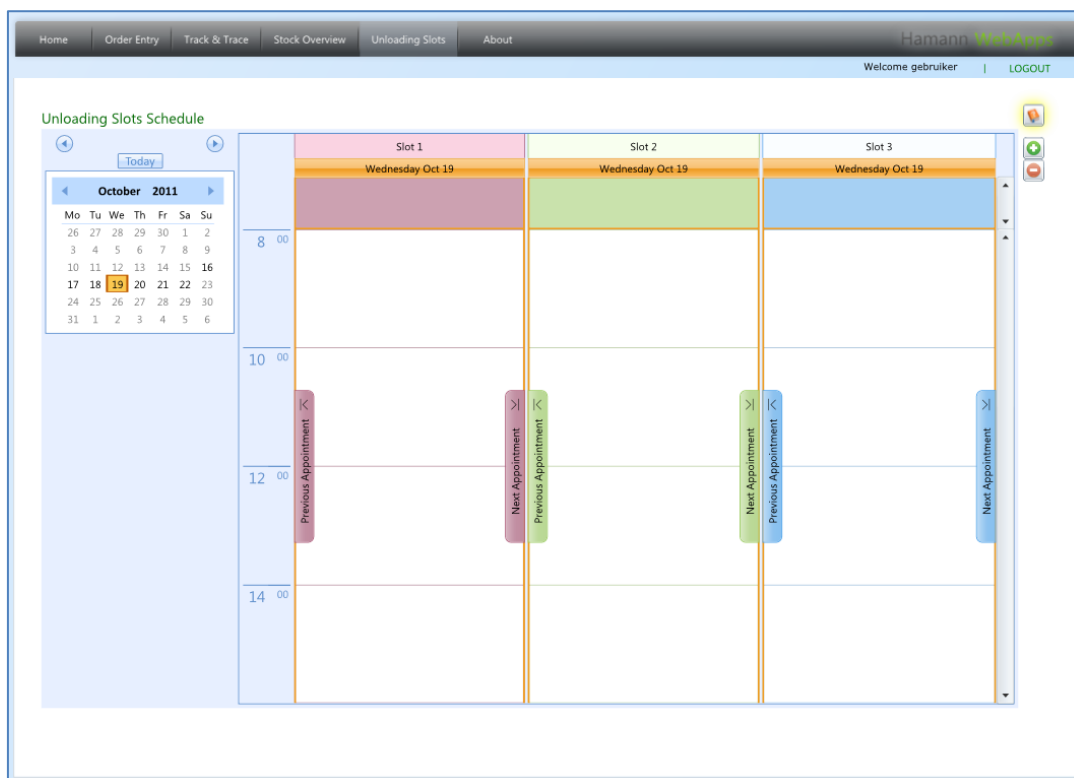 Home Order Entry Track & Trace Stock Overview Unloading Slots About Hamann WebApps
Welcome gebruiker | LOGOUT
Unloading Slots Schedule
Today
October 2011
Mo Tu We Th Fr Sa Su
26 27 28 29 30 1 2
3 4 5 6 7 8 9
10 11 12 13 14 15 16
17 18 19 20 21 22 23
24 25 26 27 28 29 30
31 1 2 3 4 5 6
Slot 1 Slot 2 Slot 3
Wednesday Oct 19 Wednesday Oct 19 Wednesday Oct 19
8 00
10 00
Previous Appointment Next Appointment Previous Appointment Next Appointment Previous Appointment Next Appointment
12 00
14 00